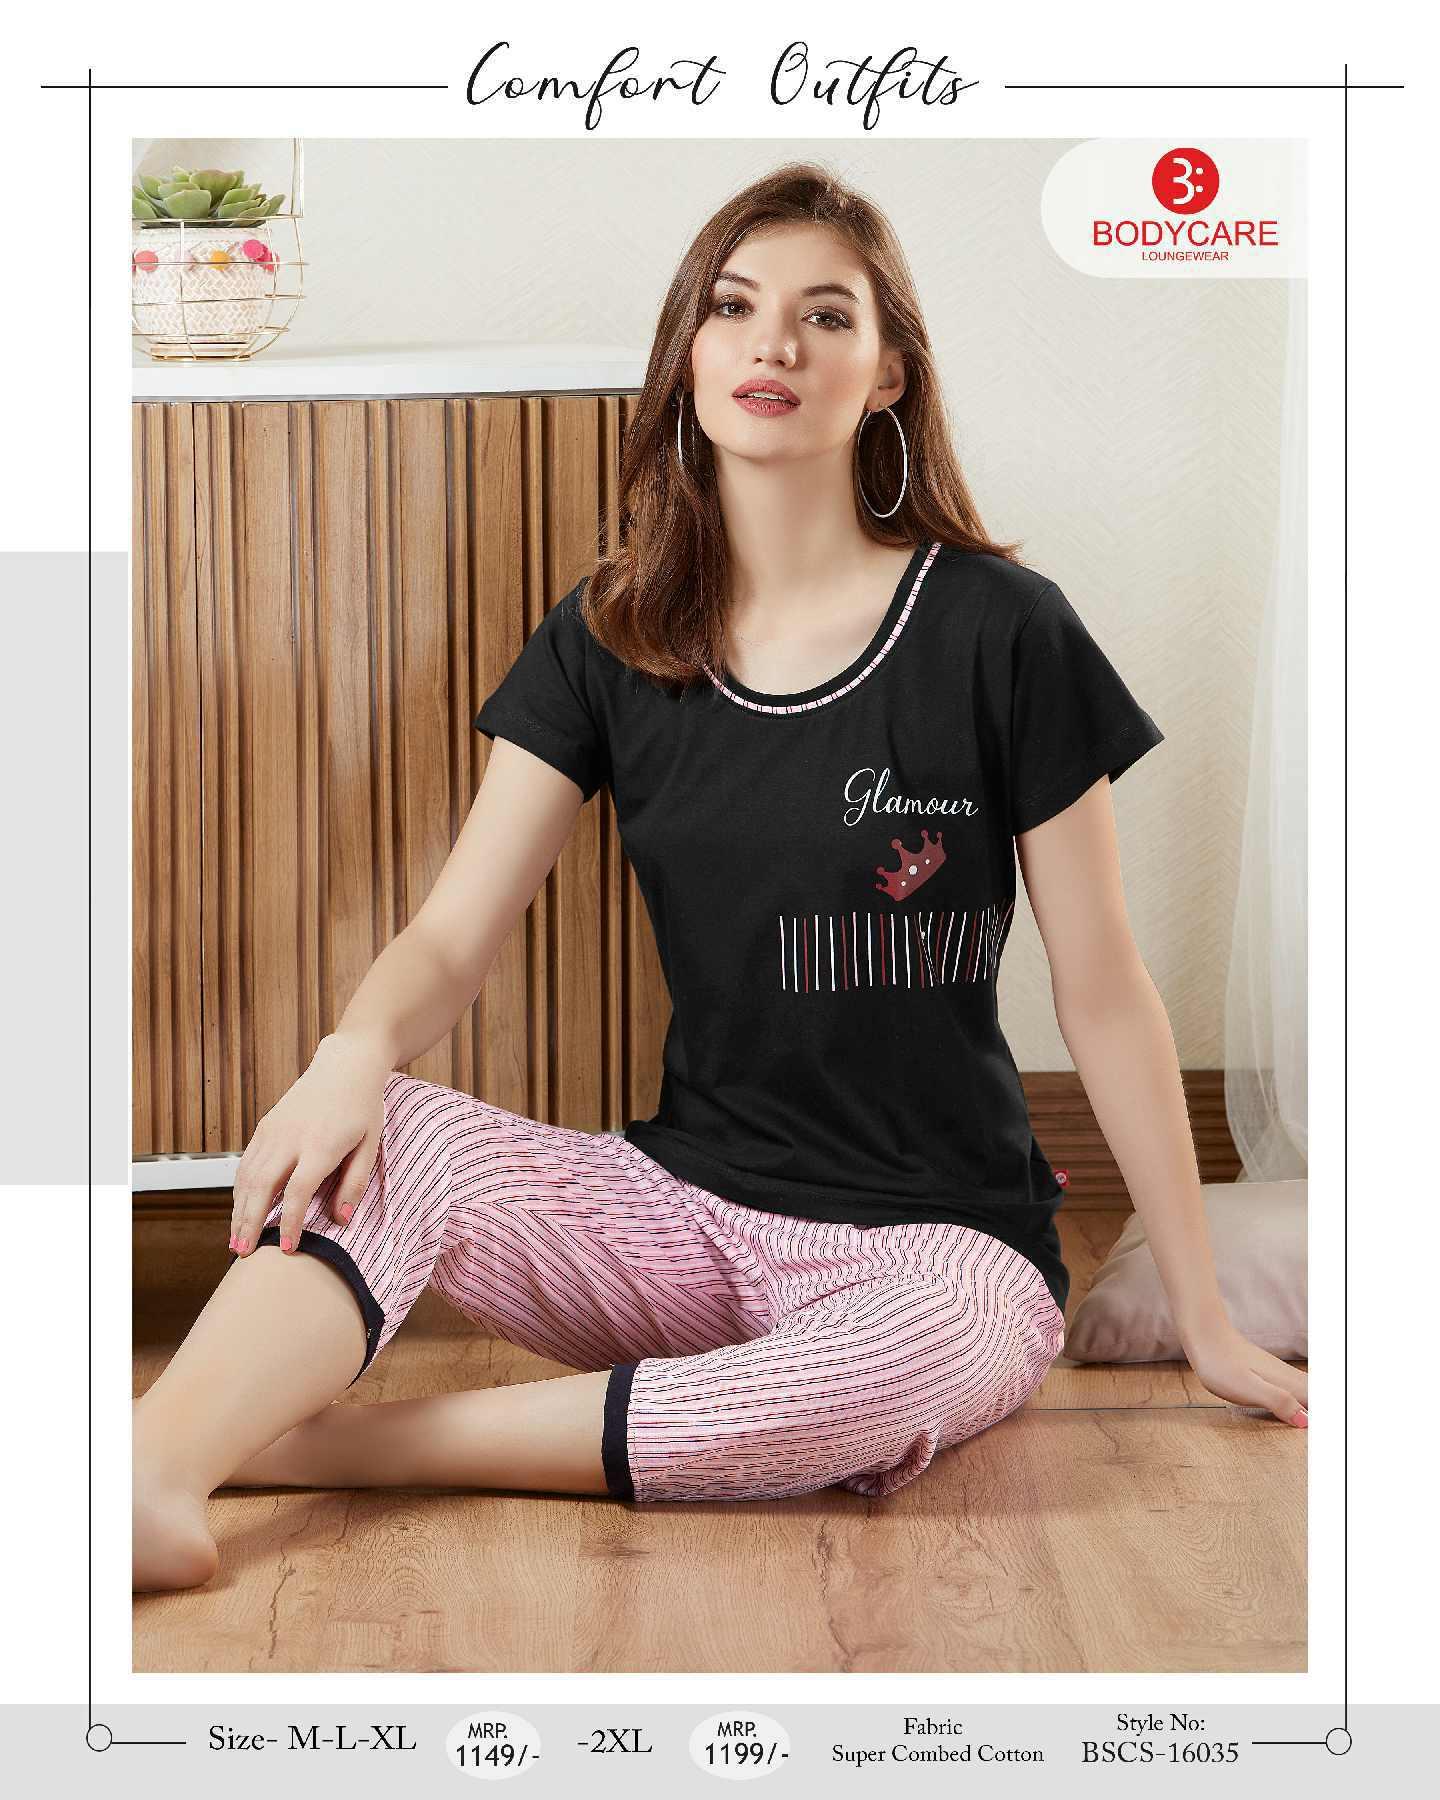 Comfort Outfits
B:
BODYCARE
LOUNGEWEAR
Glamour
Size- M-L-XL
MRP.
1149/-
-2XL
MRP.
1199/-
Fabric
Super Combed Cotton
Style No:
BSCS-16035